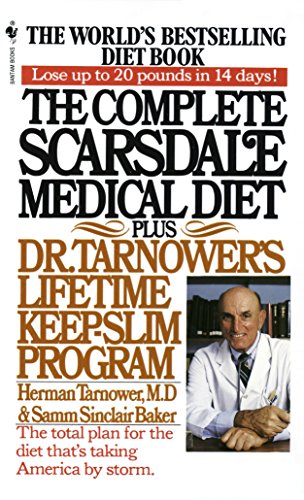 BANTAM BOOKS
THE WORLD'S BESTSELLING
DIET BOOK
Lose up to 20 pounds in 14 days!
THE COMPLETE
SCARSDALE
MEDICAL DIET
PLUS
DR. TARNOWER'S
LIFETIME
KEEP-SLIM
PROGRAM
Herman Tarnower, M.D
& Samm Sinclair Baker
The total plan for the
diet that's taking
America by storm.